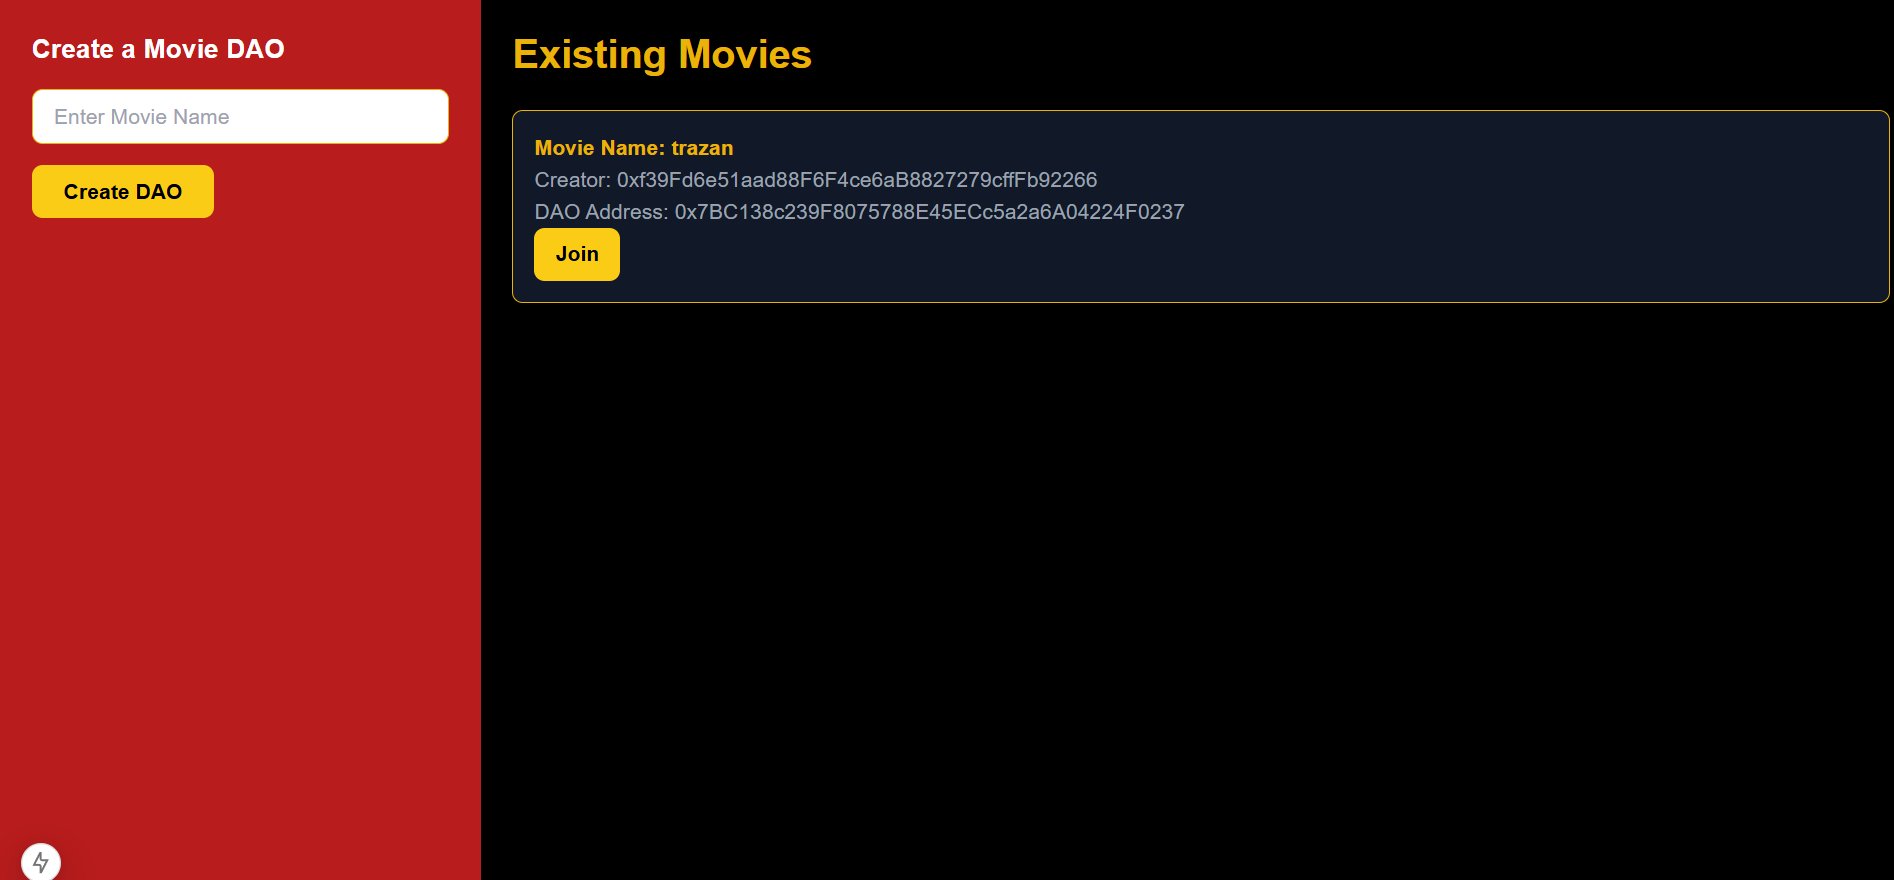 Create a Movie DAO
Enter Movie Name
Create DAO
Existing Movies
Movie Name: trazan
Creator: 0xf39Fd6e51aad88F6F4ce6aB8827279cffFb92266
DAO Address: 0x7BC138c239F8075788E45ECc5a2a6A04224F0237
Join